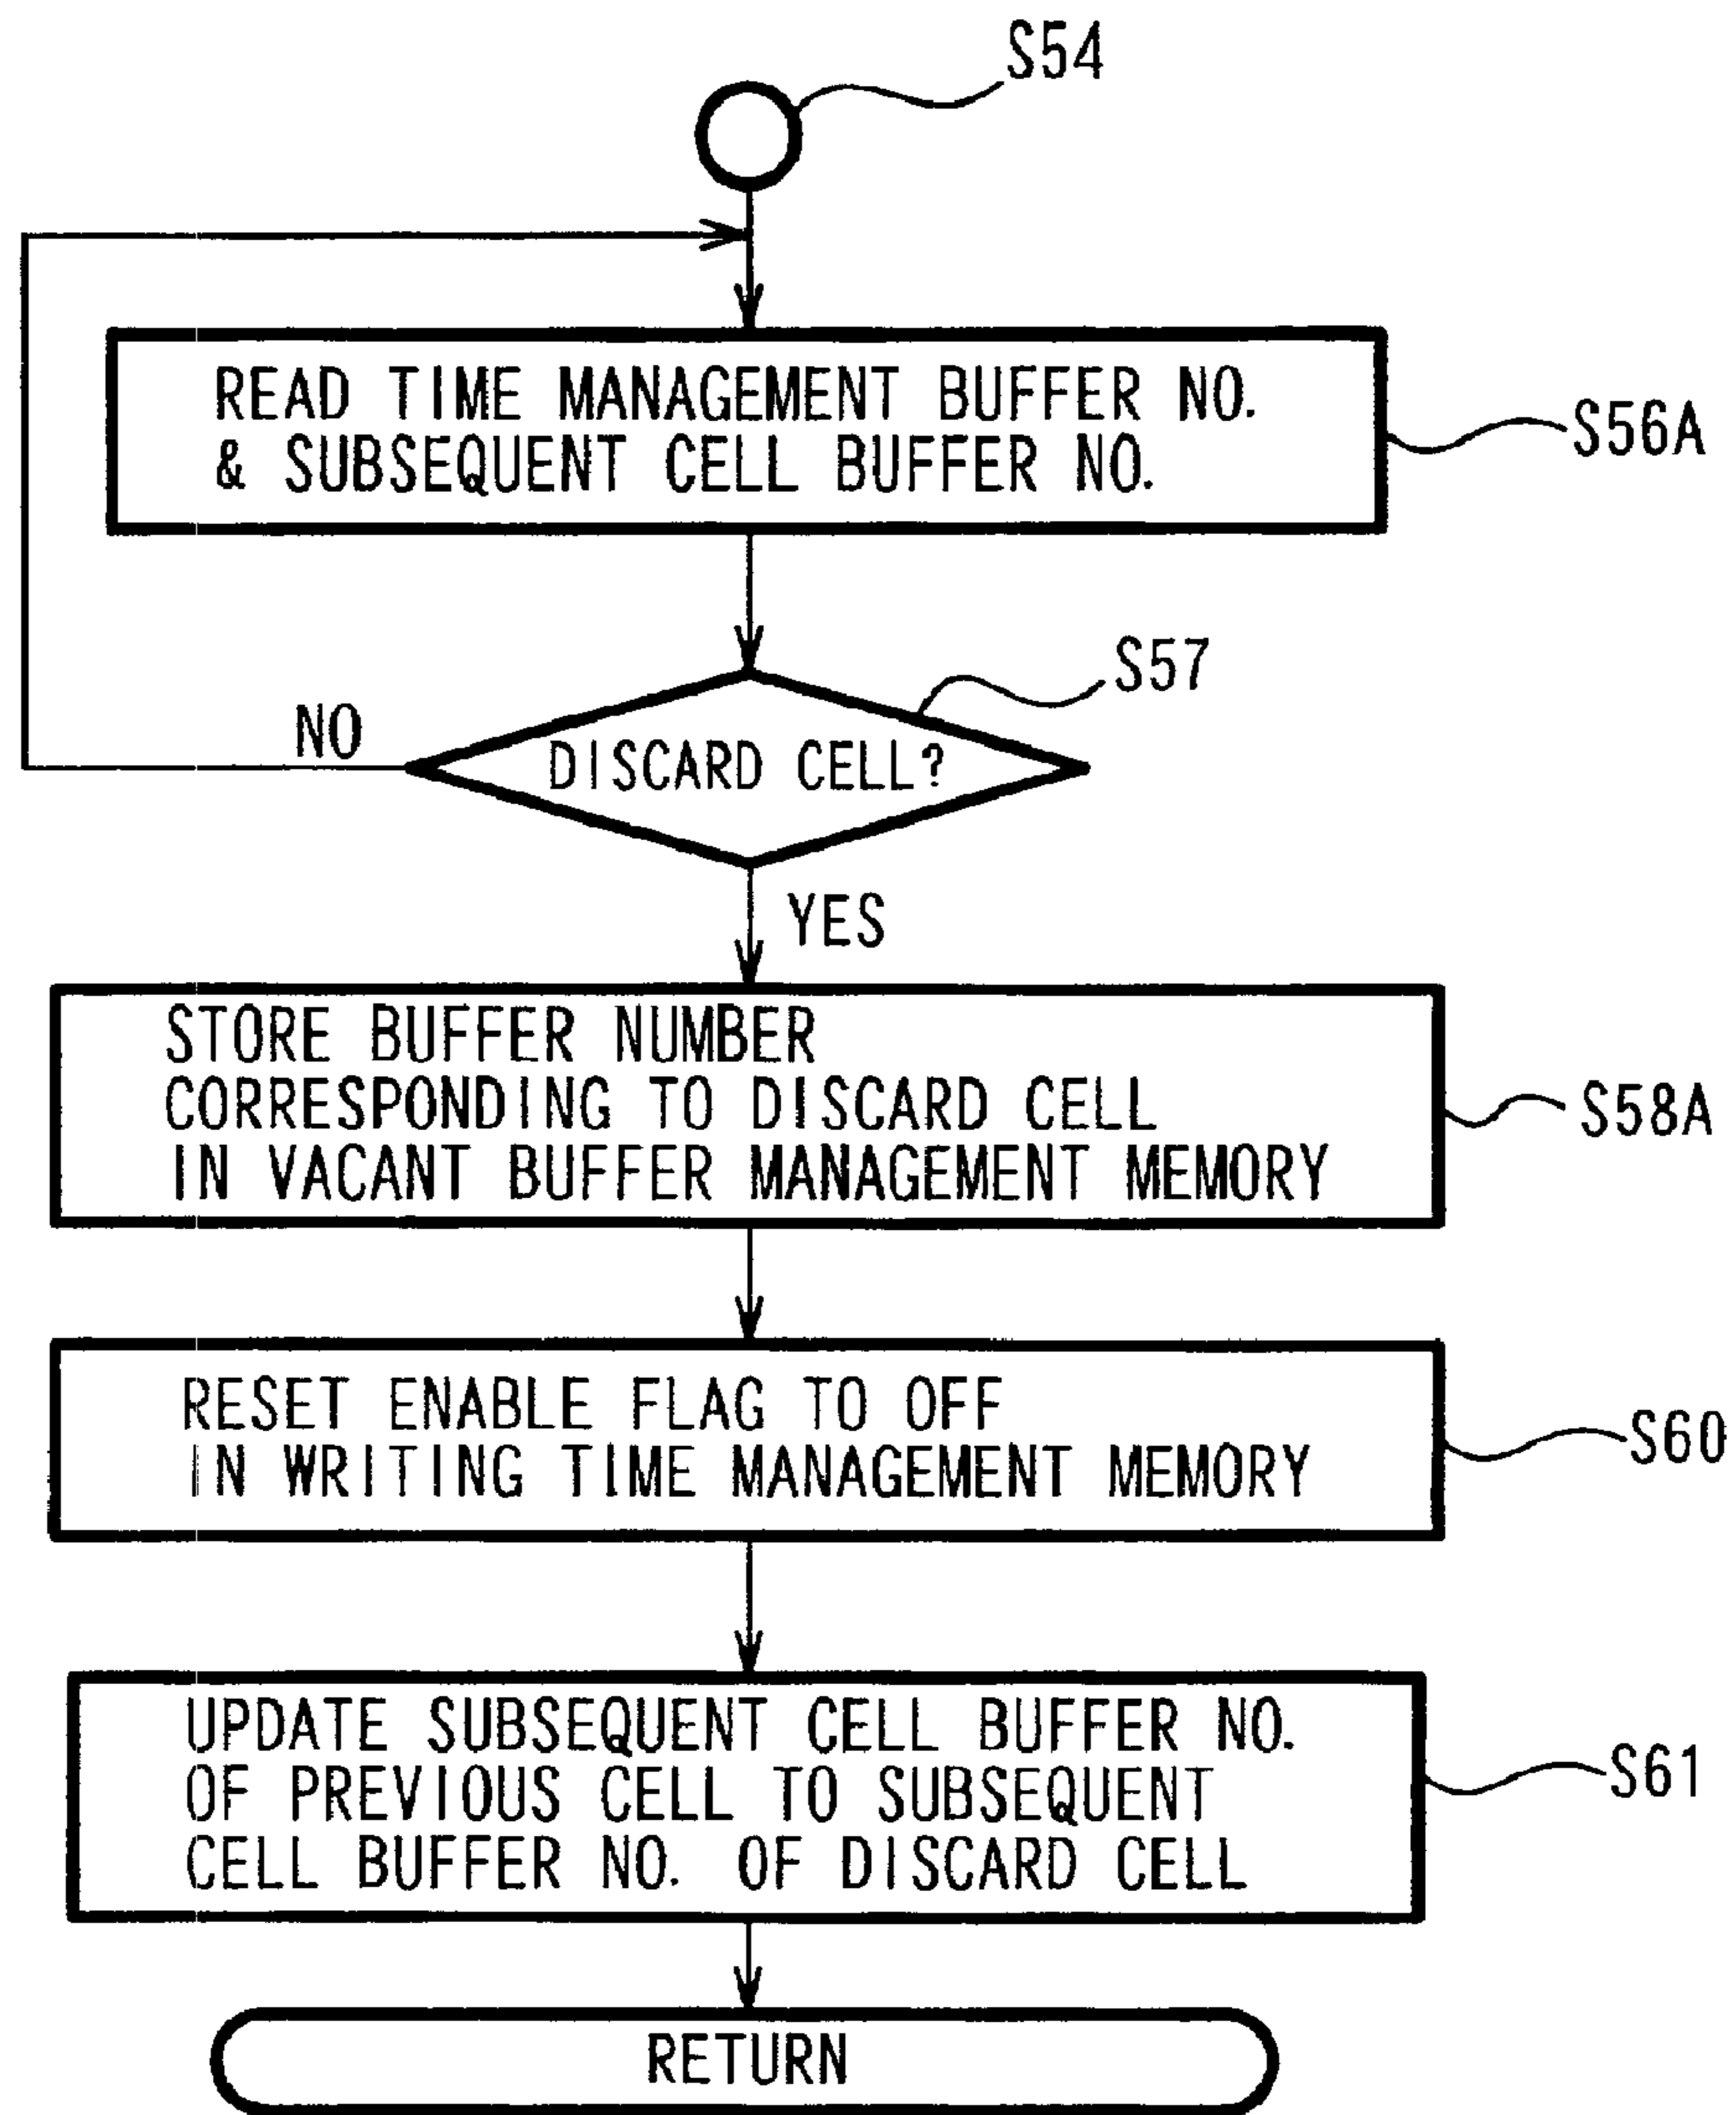 S54
READ TIME MANAGEMENT BUFFER NO.
& SUBSEQUENT CELL BUFFER NO.
S56A
S57
NO
DISCARD CELL?
YES
STORE BUFFER NUMBER
CORRESPONDING TO DISCARD CELL
IN VACANT BUFFER MANAGEMENT MEMORY
S58A
RESET ENABLE FLAG TO OFF
IN WRITING TIME MANAGEMENT MEMORY
S60
UPDATE SUBSEQUENT CELL BUFFER NO.
OF PREVIOUS CELL TO SUBSEQUENT
CELL BUFFER NO. OF DISCARD CELL
S61
RETURN